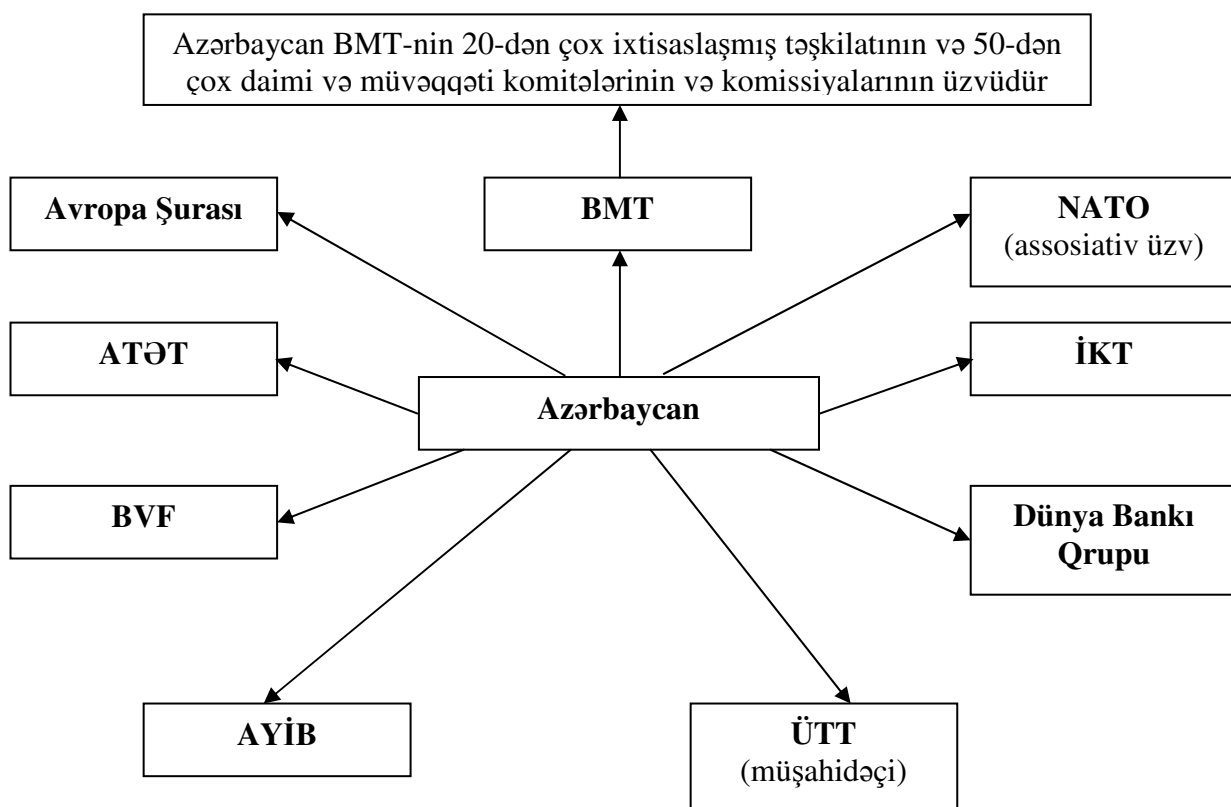 Azərbaycan BMT-nin 20-dən çox ixtisaslaşmış təşkilatının və 50-dən
çox daimi və müvəqqəti komitələrinin və komissiyalarının üzvüdür
Avropa Şurası
BMT
NATO
(assosiativ üzv)
ATƏT
İKT
Azərbaycan
BVF
Dünya Bankı
Qrupu
AYİB
ÜTT
(müşahidəçi)